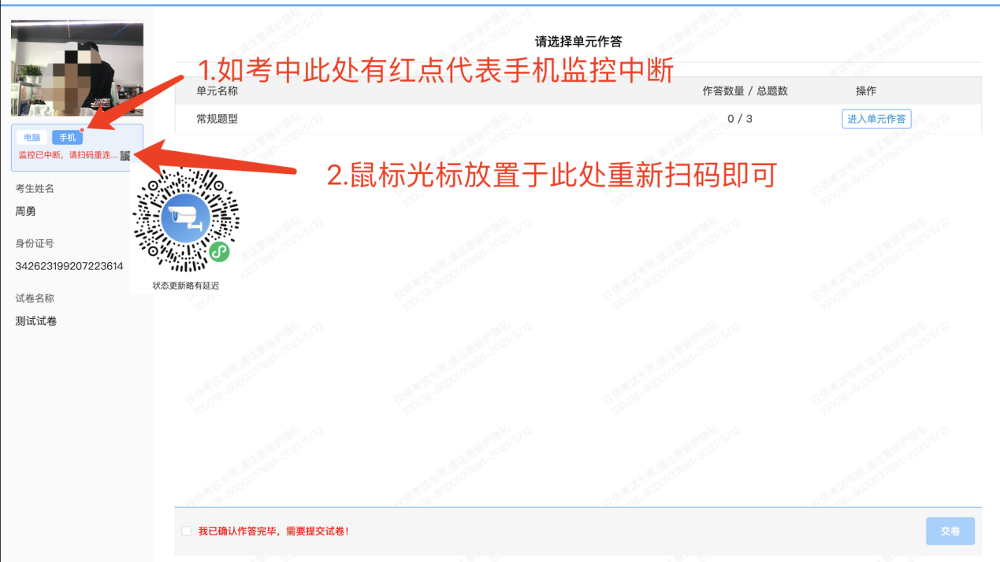 请选择单元作答
1.如考中此处有红点代表手机监控中断
单元名称 作答数量 / 总题数 操作
常规题型 0 / 3 进入单元作答
电脑 手机
监控已中断，请扫码重连...
2.鼠标光标放置于此处重新扫码即可
考生姓名
周勇
身份证号
342623199207223614
状态更新略有延迟
试卷名称
测试试卷
我已确认作答完毕，需要提交试卷！
交卷
仅供考试专用,请注意保护隐私
100018-8000037691-2021/5/12